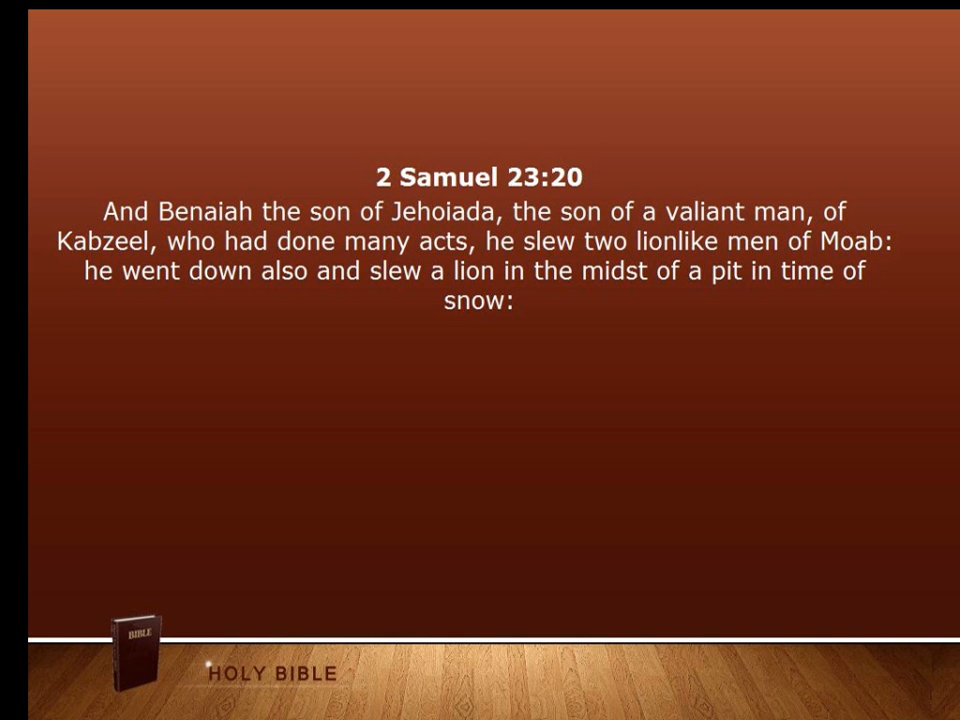 2 Samuel 23:20
And Benaiah the son of Jehoiada, the son of a valiant man, of
Kabzeel, who had done many acts, he slew two lionlike men of Moab:
he went down also and slew a lion in the midst of a pit in time of
snow:
BIBLE
HOLY BIBLE